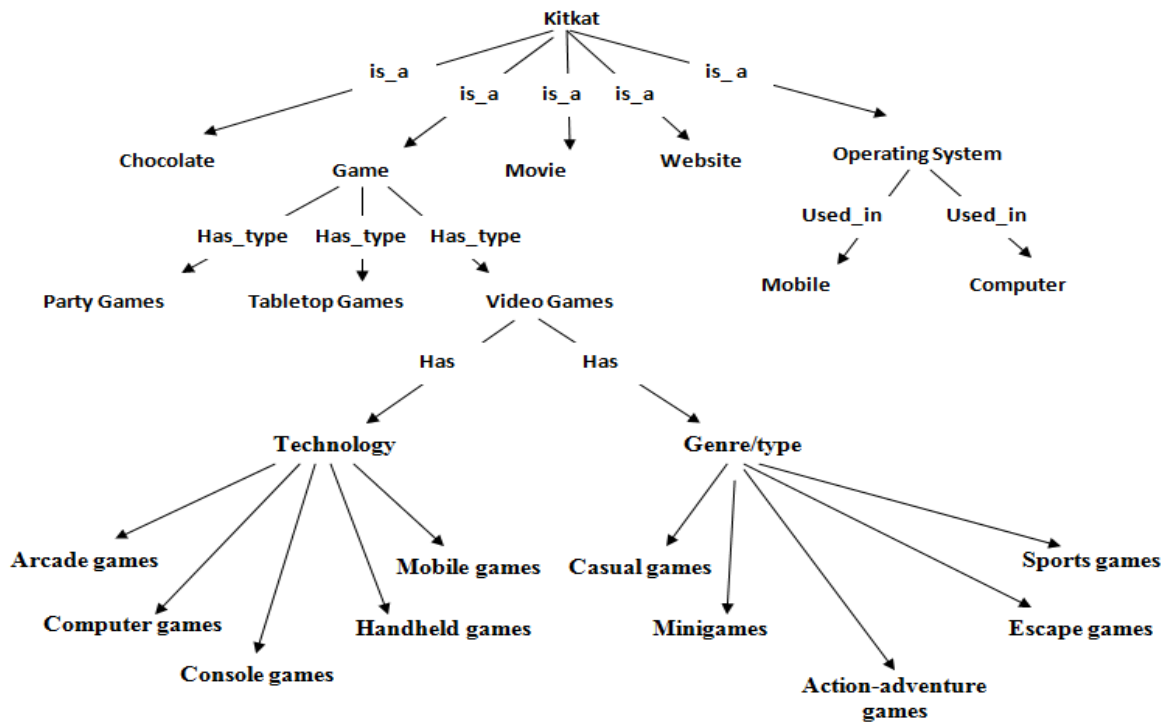 Kitkat
is_a is_a
is_a is_a is_a
Chocolate Game Movie Website Operating System
Has_type Has_type Has_type Used_in Used_in
Party Games Tabletop Games Video Games Mobile Computer
Has Has
Technology Genre/type
Arcade games Mobile games Casual games Sports games
Computer games Handheld games Minigames Escape games
Console games Action-adventure
games